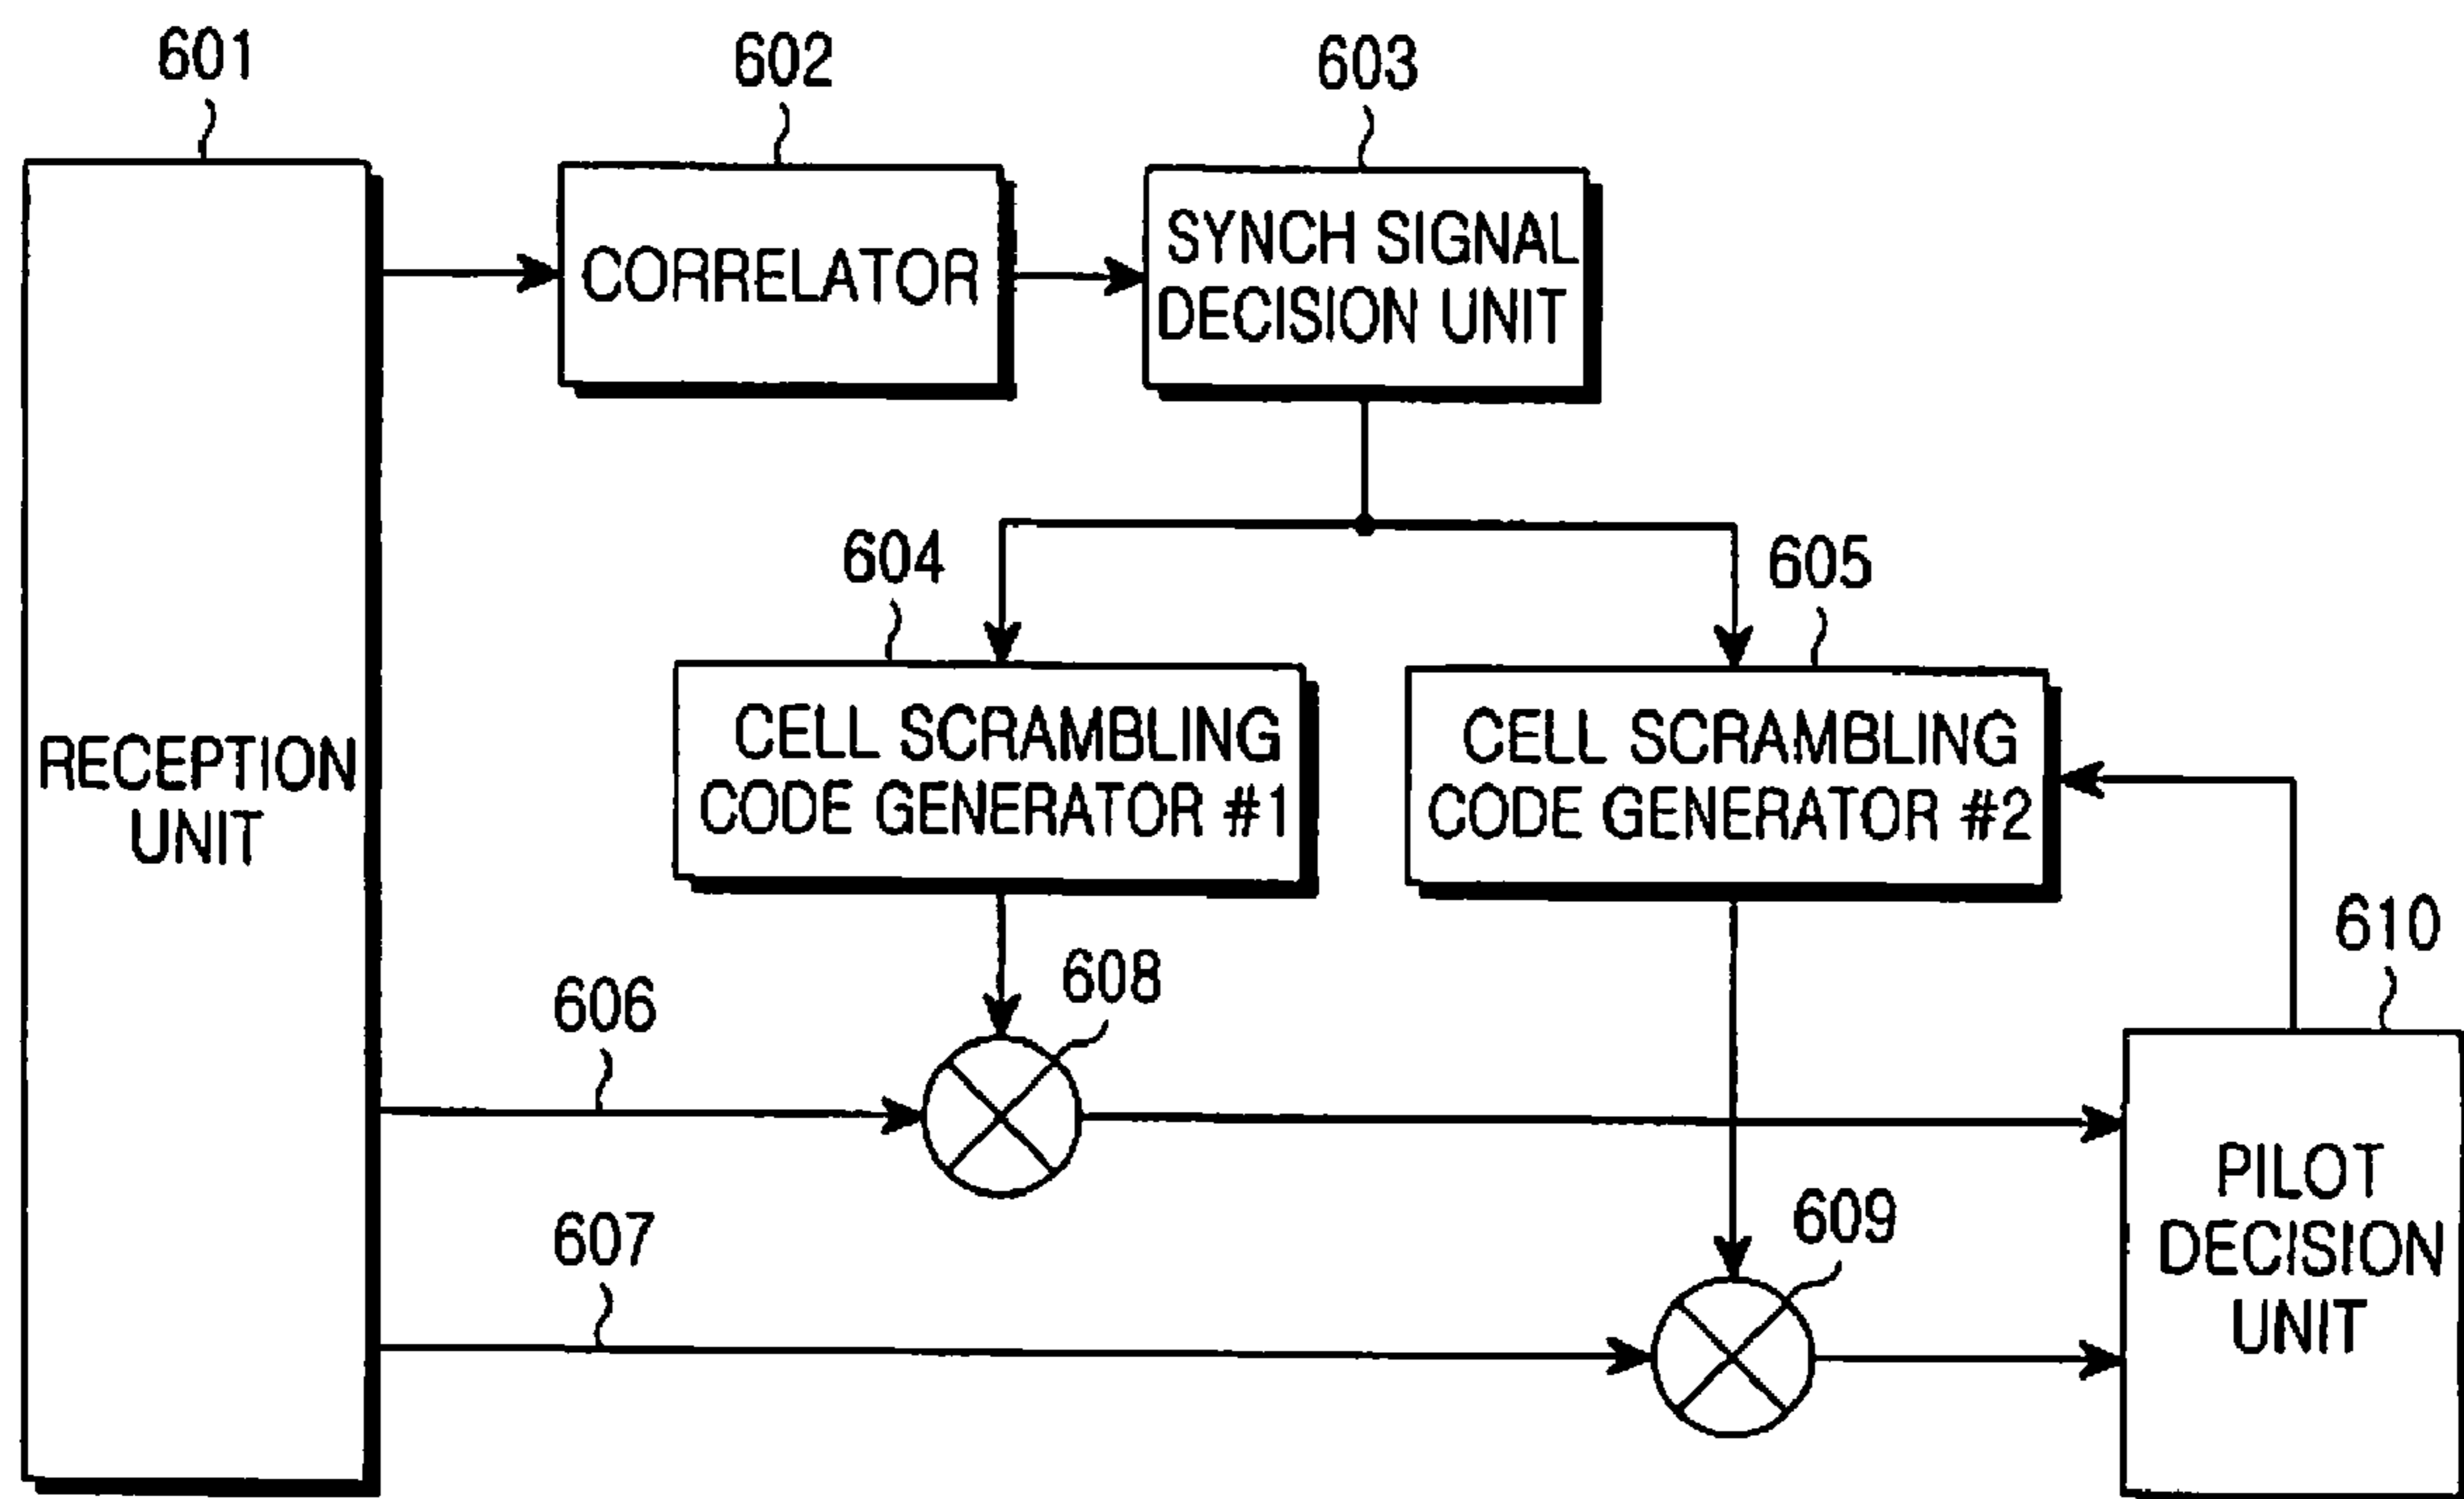 601
602
603
RECEPTION
UNIT
CORRELATOR
SYNCH SIGNAL
DECISION UNIT
604
605
CELL SCRAMBLING
CODE GENERATOR #1
CELL SCRAMBLING
CODE GENERATOR #2
606
608
607
609
610
PILOT
DECISION
UNIT